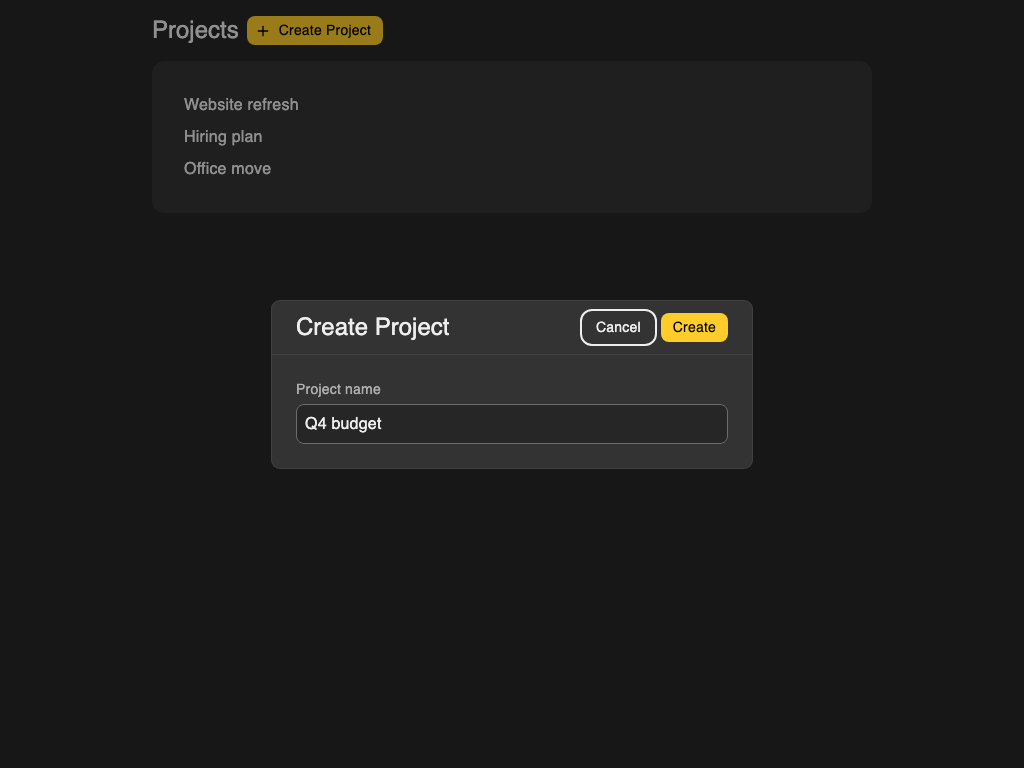 Projects
+ Create Project
Website refresh
Hiring plan
Office move
Create Project
Cancel
Create
Project name
Q4 budget